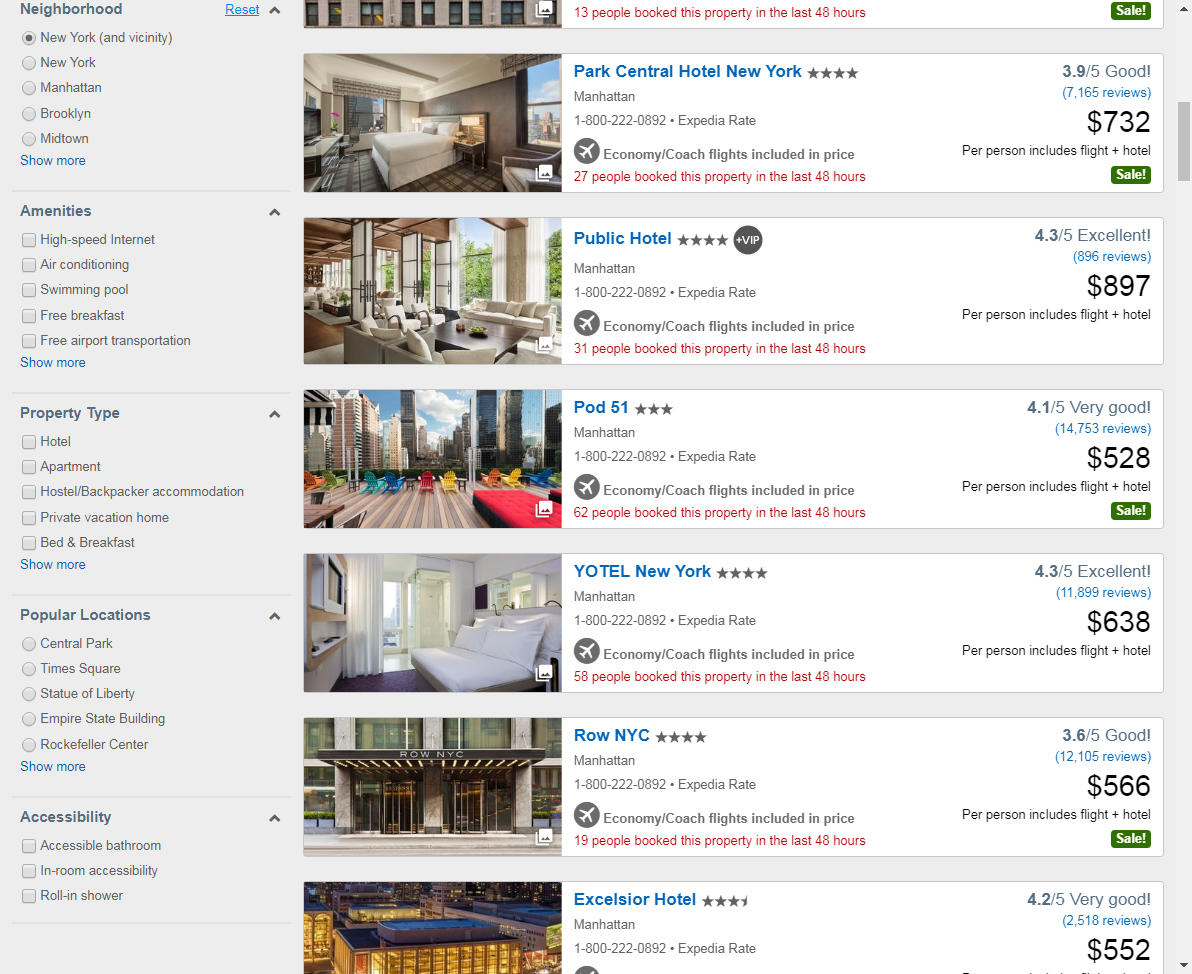 Neighborhood Reset
New York (and vicinity)
New York
Manhattan
Brooklyn
Midtown
Show more
Amenities
High-speed Internet
Air conditioning
Swimming pool
Free breakfast
Free airport transportation
Show more
Property Type
Hotel
Apartment
Hostel/Backpacker accommodation
Private vacation home
Bed & Breakfast
Show more
Popular Locations
Central Park
Times Square
Statue of Liberty
Empire State Building
Rockefeller Center
Show more
Accessibility
Accessible bathroom
In-room accessibility
Roll-in shower
13 people booked this property in the last 48 hours
Sale!
Park Central Hotel New York
Manhattan
1-800-222-0892 • Expedia Rate
Economy/Coach flights included in price
27 people booked this property in the last 48 hours
3.9/5 Good!
(7,165 reviews)
$732
Per person includes flight + hotel
Sale!
Public Hotel +VIP
Manhattan
1-800-222-0892 • Expedia Rate
Economy/Coach flights included in price
31 people booked this property in the last 48 hours
4.3/5 Excellent!
(896 reviews)
$897
Per person includes flight + hotel
Pod 51
Manhattan
1-800-222-0892 • Expedia Rate
Economy/Coach flights included in price
62 people booked this property in the last 48 hours
4.1/5 Very good!
(14,753 reviews)
$528
Per person includes flight + hotel
Sale!
YOTEL New York
Manhattan
1-800-222-0892 • Expedia Rate
Economy/Coach flights included in price
58 people booked this property in the last 48 hours
4.3/5 Excellent!
(11,899 reviews)
$638
Per person includes flight + hotel
ROW NYC
Row NYC
Manhattan
1-800-222-0892 • Expedia Rate
Economy/Coach flights included in price
19 people booked this property in the last 48 hours
3.6/5 Good!
(12,105 reviews)
$566
Per person includes flight + hotel
Sale!
Excelsior Hotel
Manhattan
1-800-222-0892 • Expedia Rate
4.2/5 Very good!
(2,518 reviews)
$552